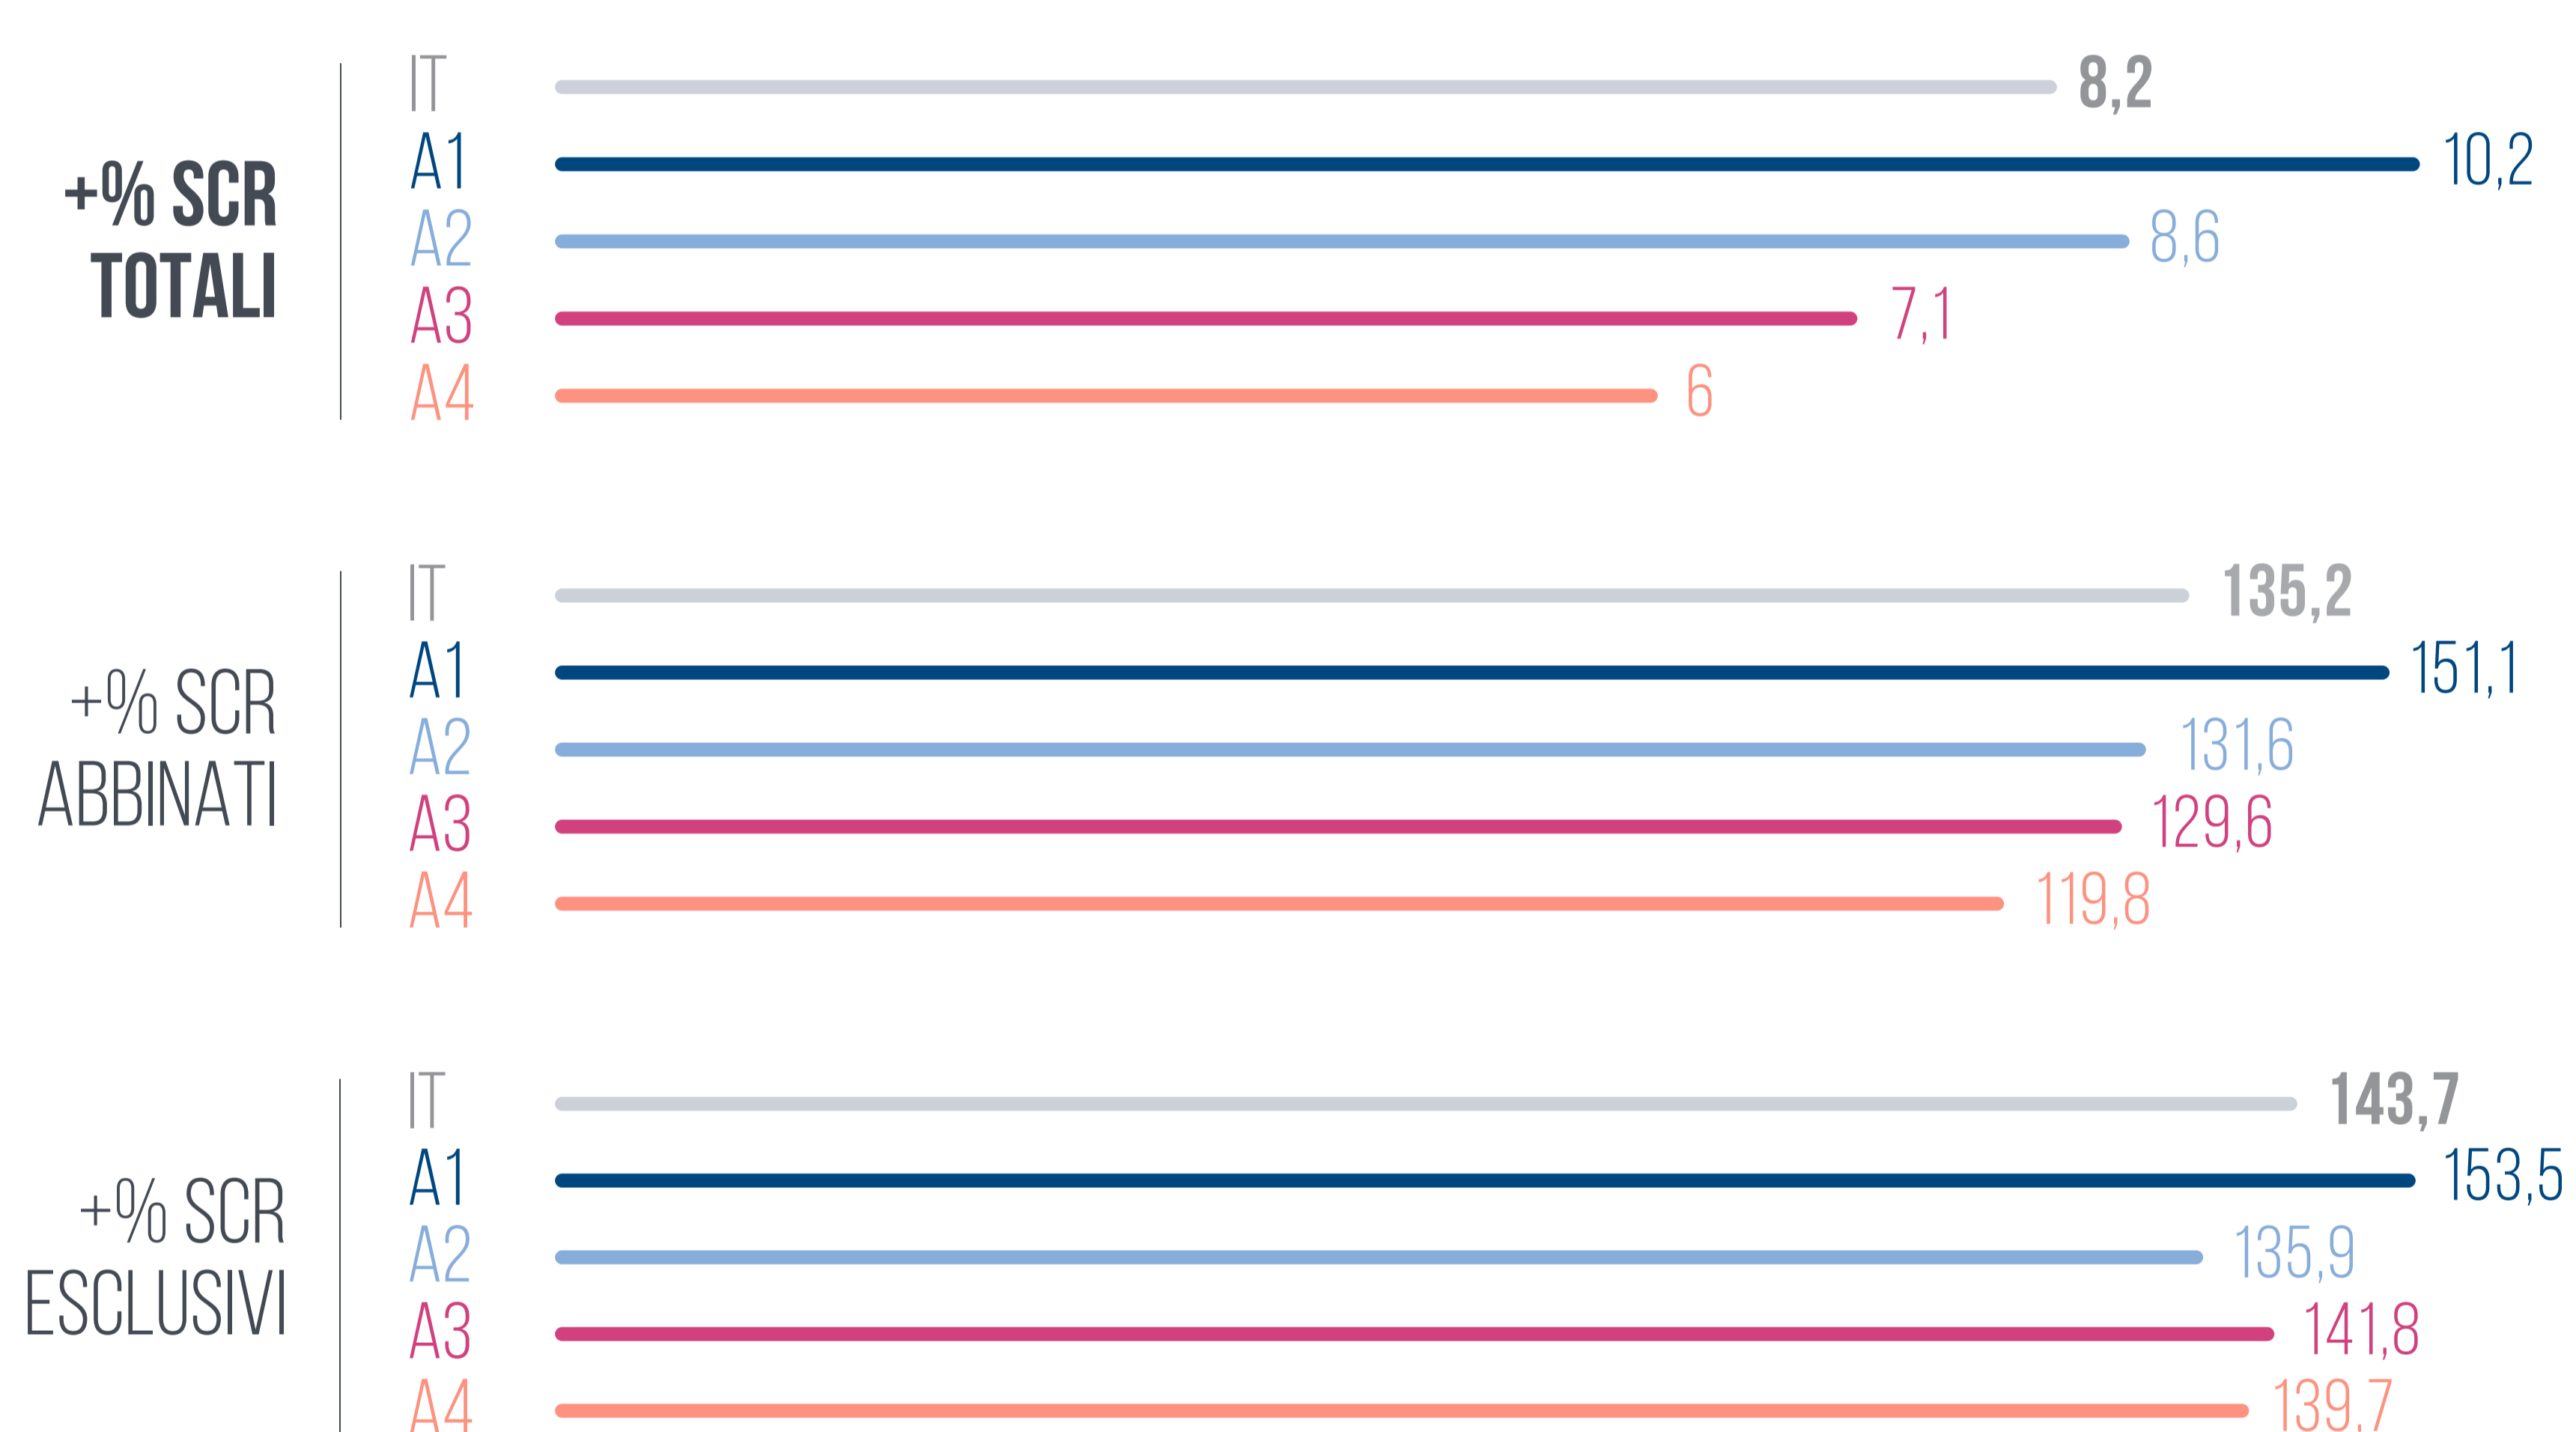 +% SCR
TOTALI
IT 8,2
A1 10,2
A2 8,6
A3 7,1
A4 6
+% SCR
ABBINATI
IT 135,2
A1 151,1
A2 131,6
A3 129,6
A4 119,8
+% SCR
ESCLUSIVI
IT 143,7
A1 153,5
A2 135,9
A3 141,8
A4 139,7